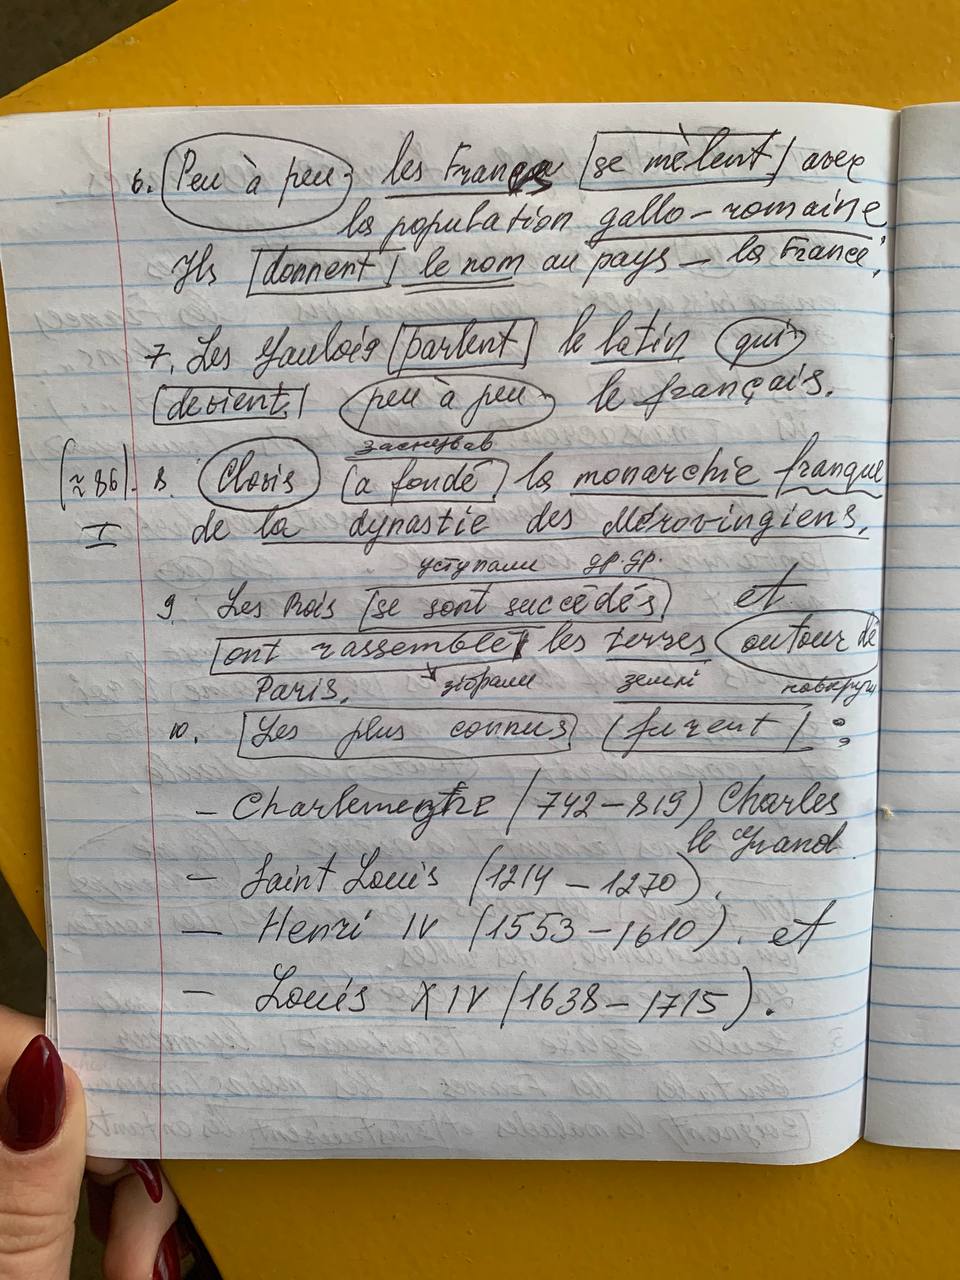 6. Peu à peu les Francs se mèlent avec
la population gallo-romaine
Ils donnent le nom au pays – la France.
7. Les Gaulois parlent le latin qui
devient peu à peu le français.
заснував
(≈86). 8. Clovis a fondé la monarchie franque
I de la dynastie des Mérovingiens.
уступали др. др.
9. Les Rois se sont succédés et
ont rassemblé les terres autour de
Paris. зібрали землі навкруги
10. Les plus connus furent :
– Charlemagne (742–819) Charles
le Grand
– Saint Louis (1214–1270),
– Henri IV (1553–1610). et
– Louis XIV (1638–1715).